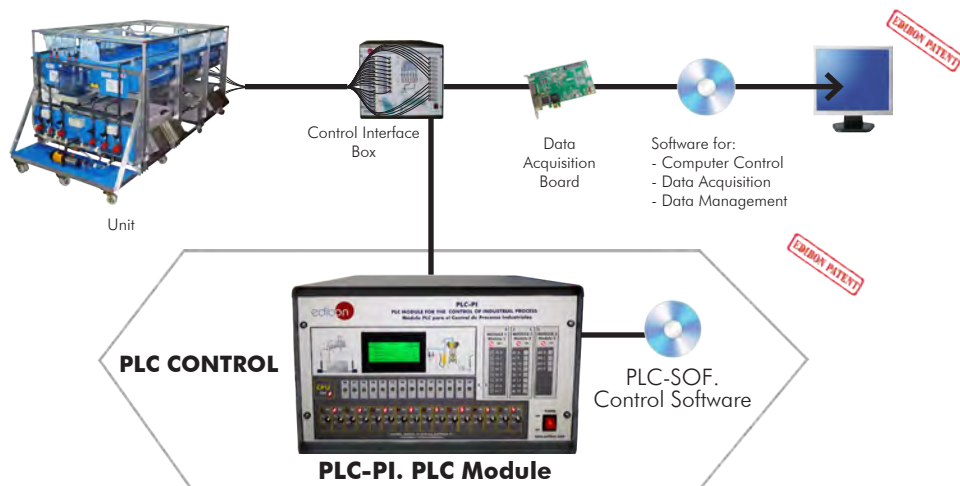 EDIBON PATENT
Control Interface
Box
Data
Acquisition
Board
Software for:
- Computer Control
- Data Acquisition
- Data Management
Unit
EDIBON PATENT
PLC CONTROL
edibon
PLC-PI
PLC MODULE FOR THE CONTROL OF INDUSTRIAL PROCESS
Módulo PLC para el Control de Procesos Industriales
CPU
PLC-SOF.
Control Software
PLC-PI. PLC Module